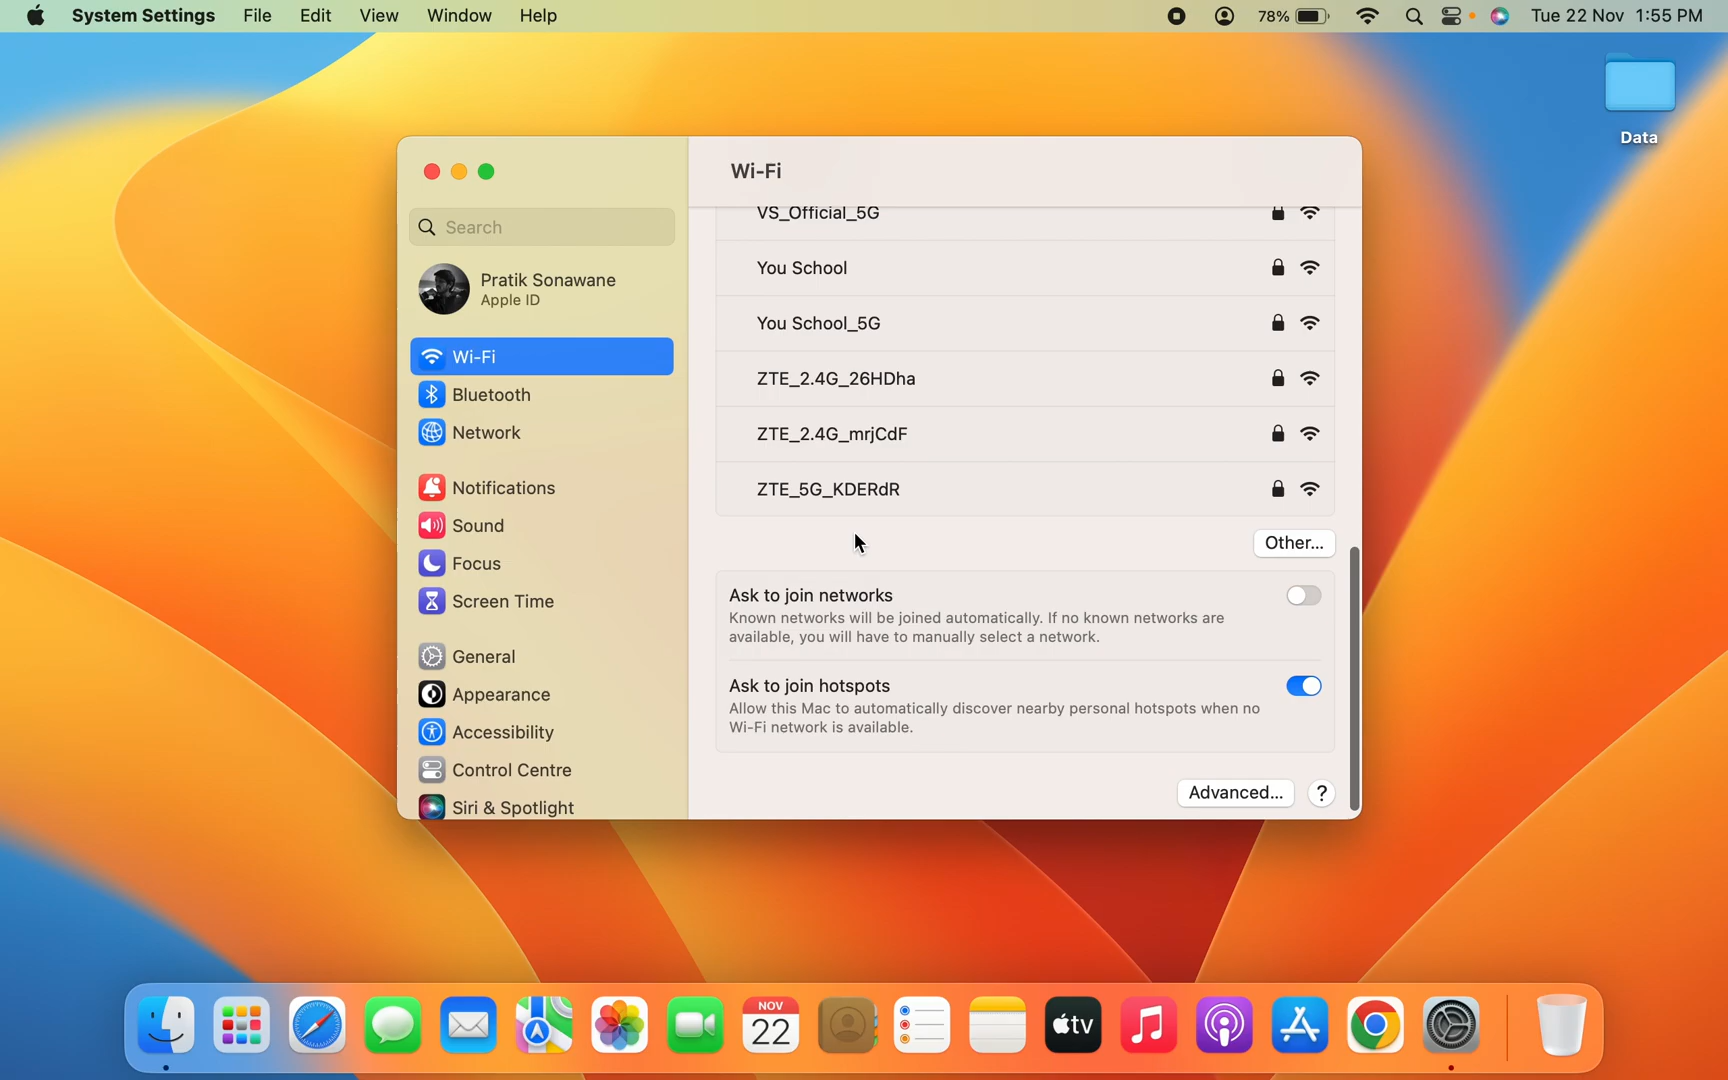 System Settings File Edit View Window Help 78% Tue 22 Nov 1:55 PM
Data
Search
Pratik Sonawane
Apple ID
Wi-Fi
Bluetooth
Network
Notifications
Sound
Focus
Screen Time
General
Appearance
Accessibility
Control Centre
Siri & Spotlight
Wi-Fi
VS_Official_5G
You School
You School_5G
ZTE_2.4G_26HDha
ZTE_2.4G_mrjCdF
ZTE_5G_KDERdR
Other...
Ask to join networks
Known networks will be joined automatically. If no known networks are
available, you will have to manually select a network.
Ask to join hotspots
Allow this Mac to automatically discover nearby personal hotspots when no
Wi-Fi network is available.
Advanced... ?
NOV
22
tv